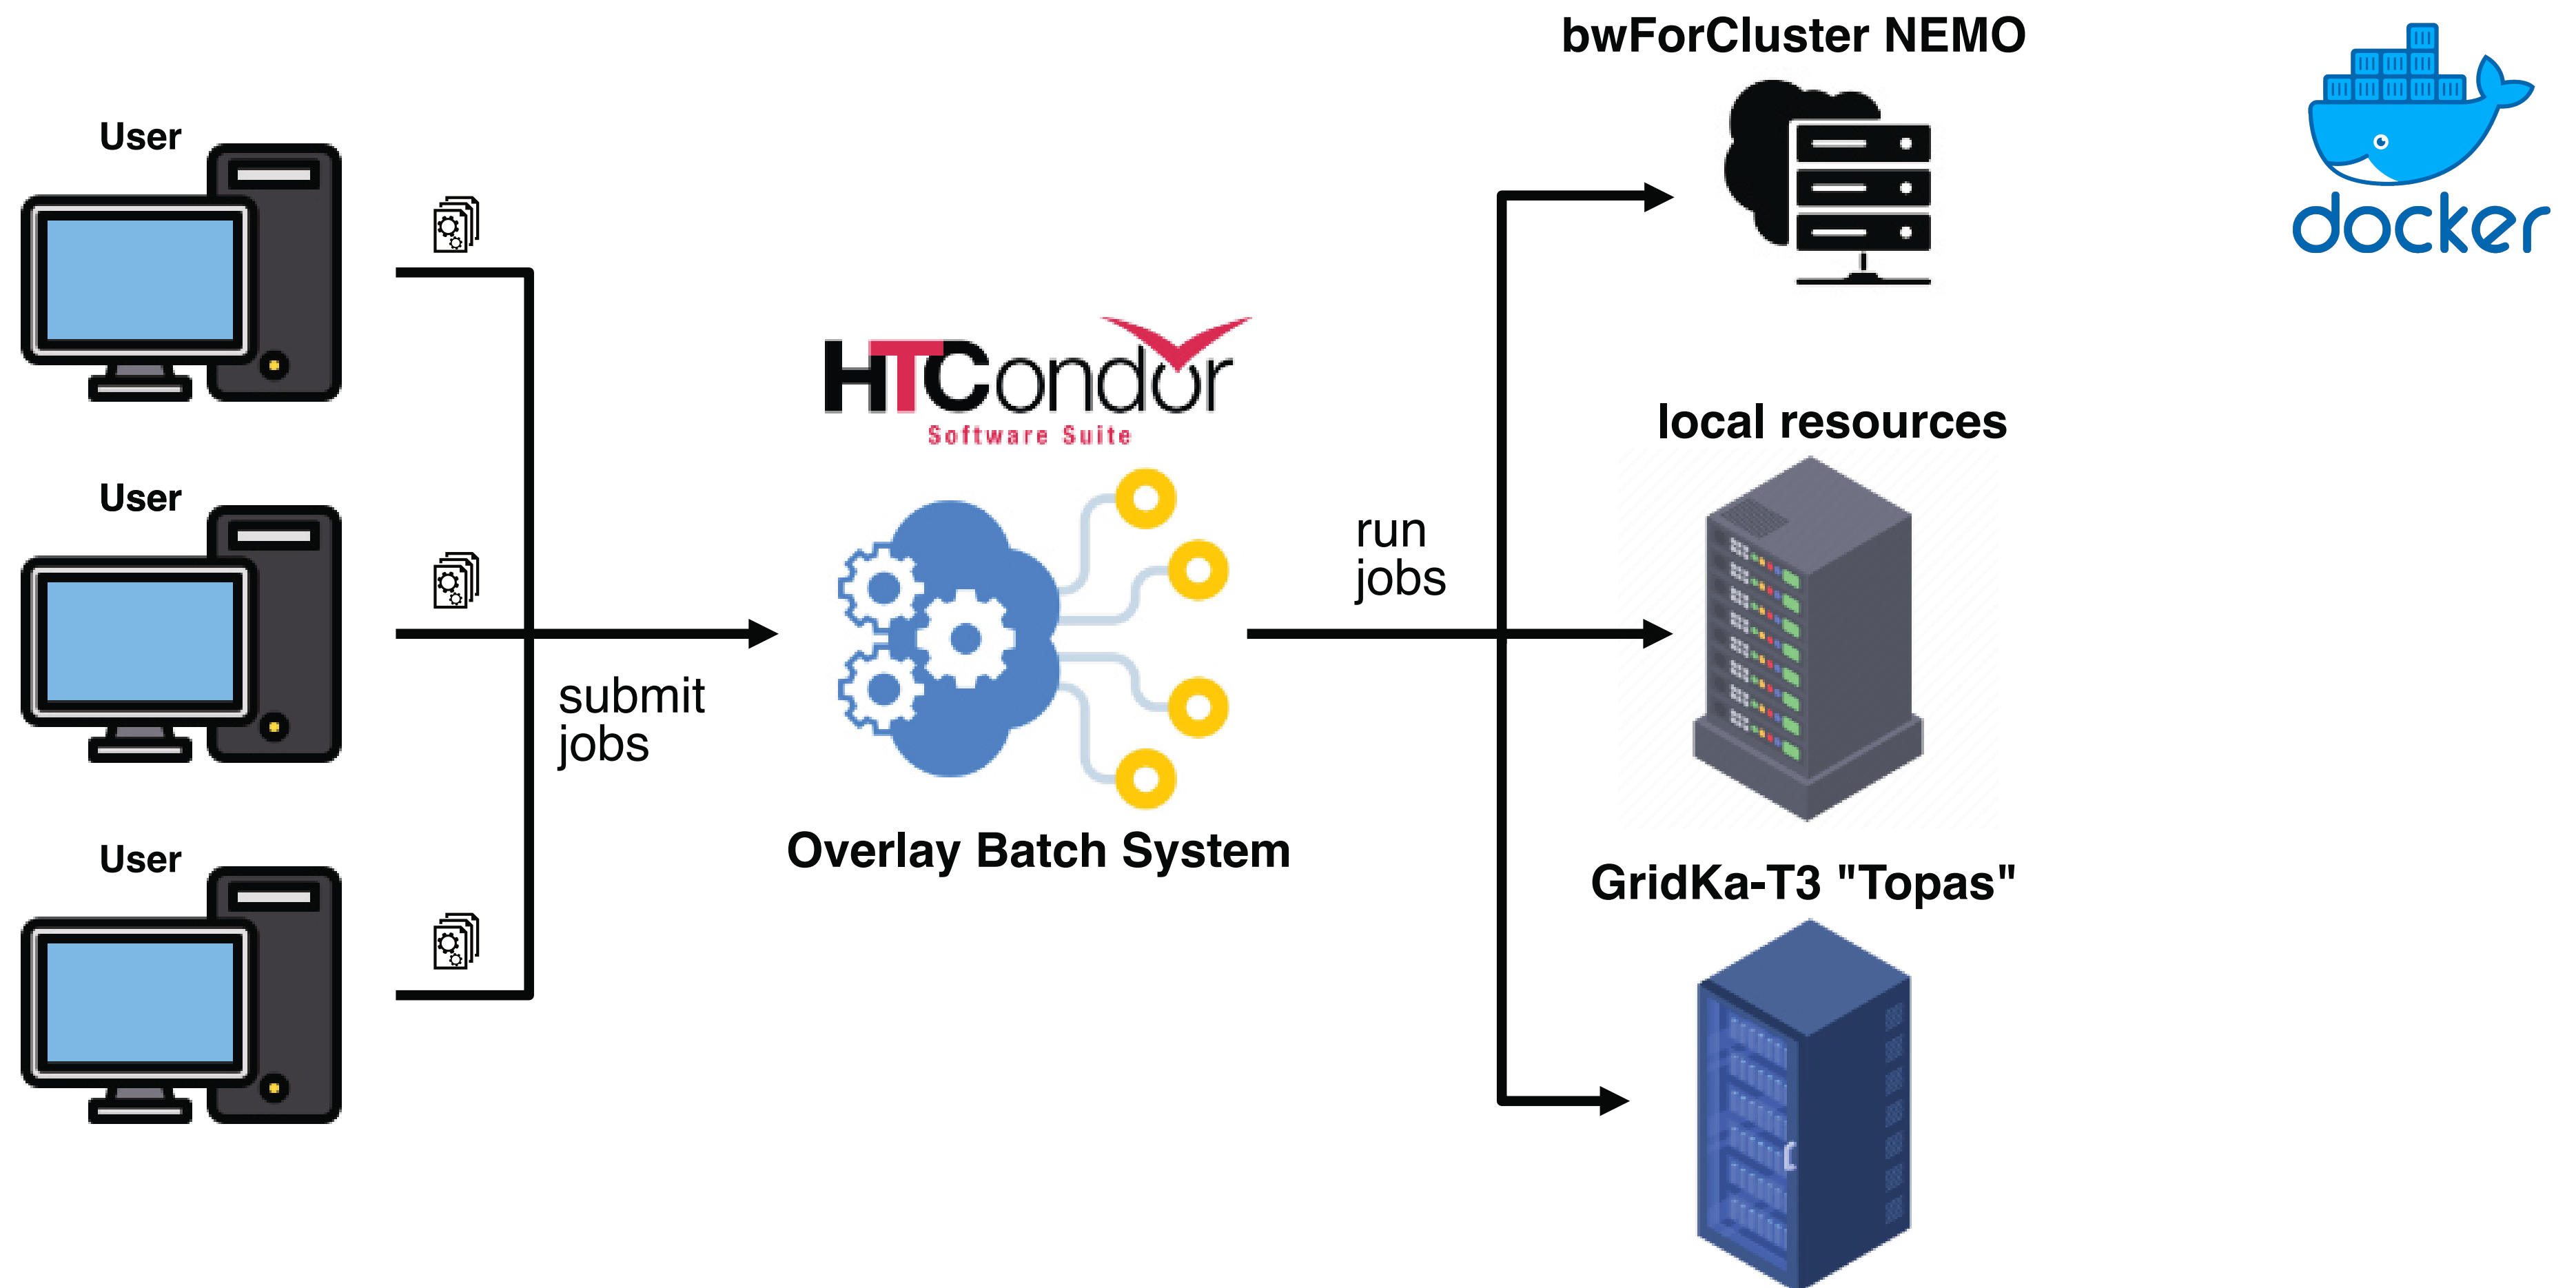 bwForCluster NEMO
docker
User
HTCondor
Software Suite
local resources
User
run
jobs
submit
jobs
Overlay Batch System
User
GridKa-T3 "Topas"